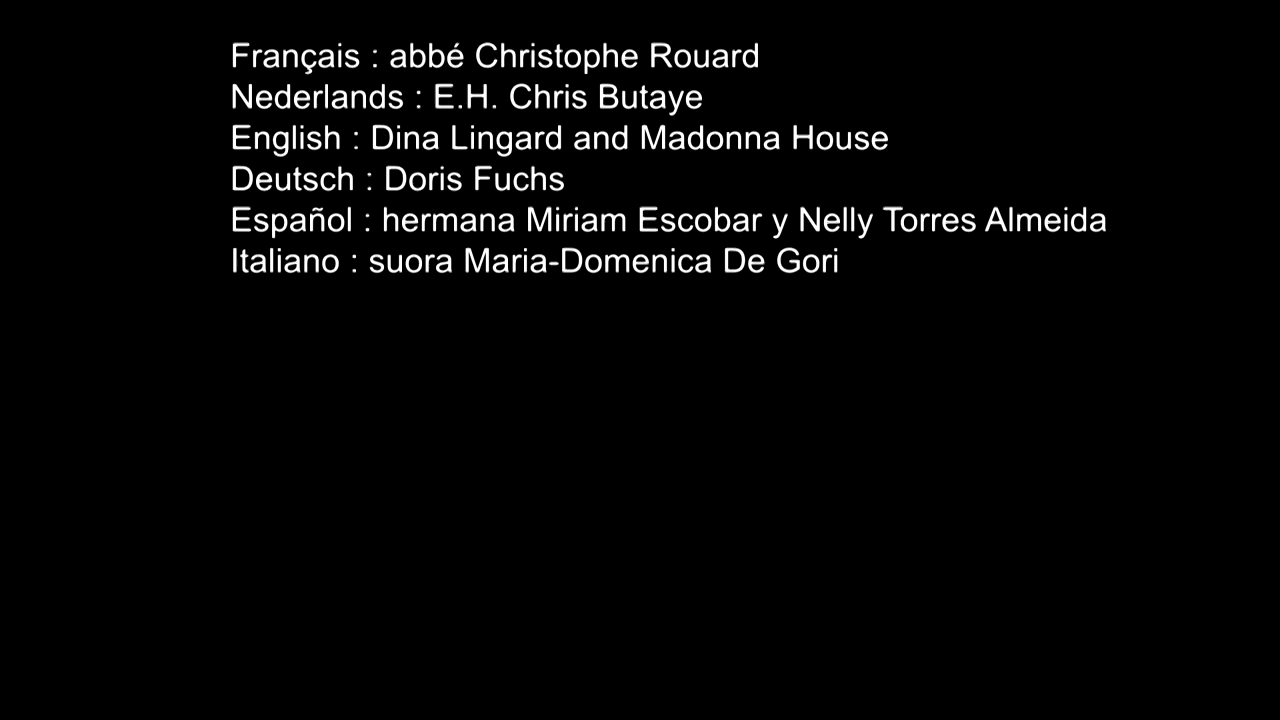 Français : abbé Christophe Rouard
Nederlands : E.H. Chris Butaye
English : Dina Lingard and Madonna House
Deutsch : Doris Fuchs
Español : hermana Miriam Escobar y Nelly Torres Almeida
Italiano : suora Maria-Domenica De Gori